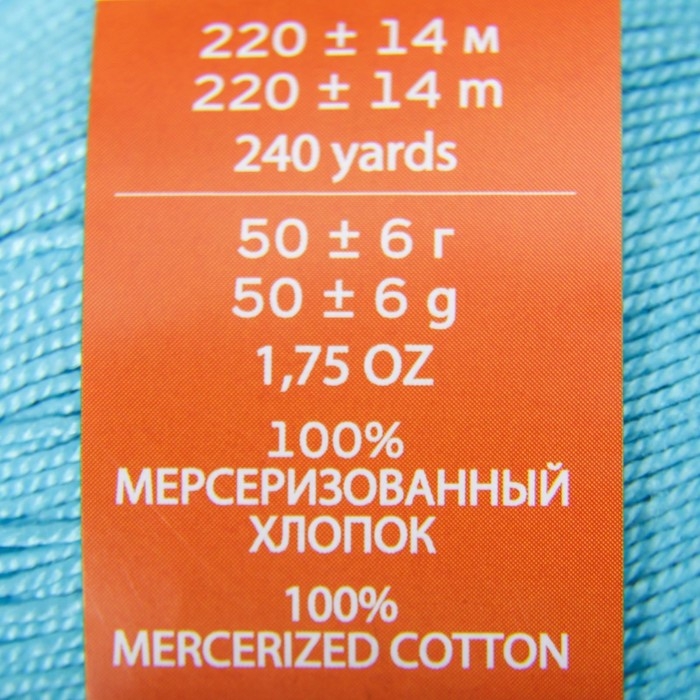 220 ± 14 м
220 ± 14 m
240 yards
50 ± 6 г
50 ± 6 g
1,75 OZ
100%
МЕРСЕРИЗОВАННЫЙ
ХЛОПОК
100%
MERCERIZED COTTON